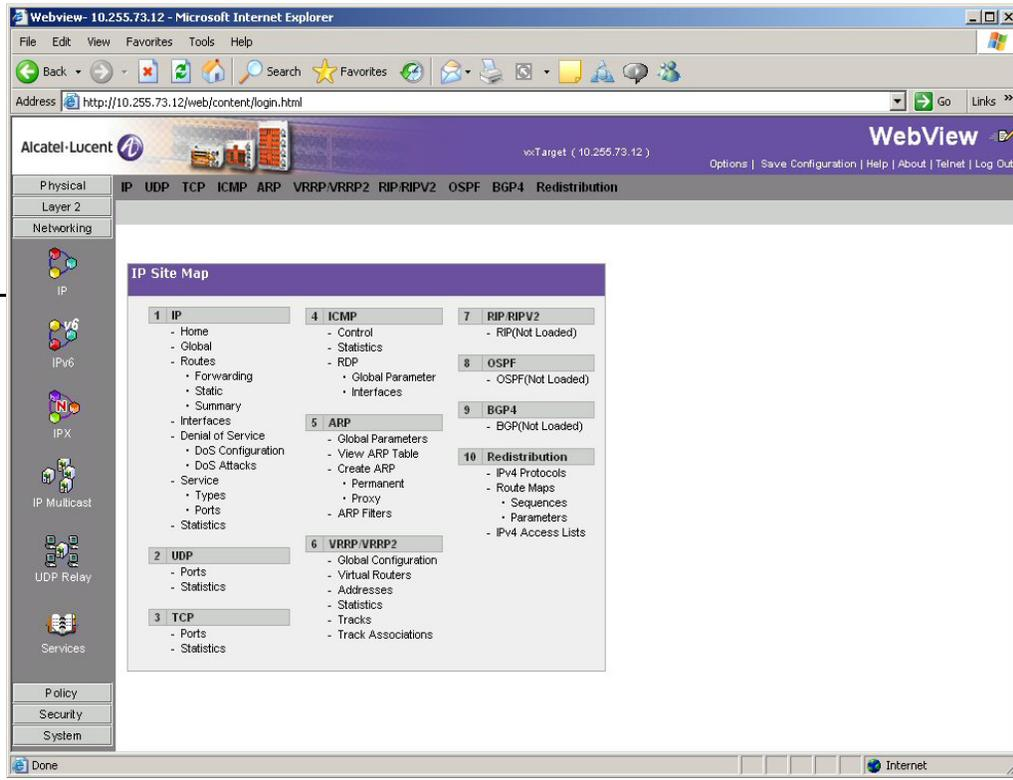 Webview- 10.255.73.12 - Microsoft Internet Explorer
File Edit View Favorites Tools Help
Back Search Favorites
Address http://10.255.73.12/web/content/login.html Go Links »
Alcatel·Lucent
vxTarget ( 10.255.73.12 )
WebView
Options | Save Configuration | Help | About | Telnet | Log Out
Physical
Layer 2
Networking
IP
IPv6
IPX
IP Multicast
UDP Relay
Services
Policy
Security
System
IP UDP TCP ICMP ARP VRRP/VRRP2 RIP/RIPV2 OSPF BGP4 Redistribution
IP Site Map
1 IP
- Home
- Global
- Routes
· Forwarding
· Static
· Summary
- Interfaces
- Denial of Service
· DoS Configuration
· DoS Attacks
- Service
· Types
· Ports
- Statistics
2 UDP
- Ports
- Statistics
3 TCP
- Ports
- Statistics
4 ICMP
- Control
- Statistics
- RDP
· Global Parameter
· Interfaces
5 ARP
- Global Parameters
- View ARP Table
- Create ARP
· Permanent
· Proxy
- ARP Filters
6 VRRP/VRRP2
- Global Configuration
- Virtual Routers
- Addresses
- Statistics
- Tracks
- Track Associations
7 RIP/RIPV2
- RIP(Not Loaded)
8 OSPF
- OSPF(Not Loaded)
9 BGP4
- BGP(Not Loaded)
10 Redistribution
- IPv4 Protocols
- Route Maps
· Sequences
· Parameters
- IPv4 Access Lists
Done
Internet